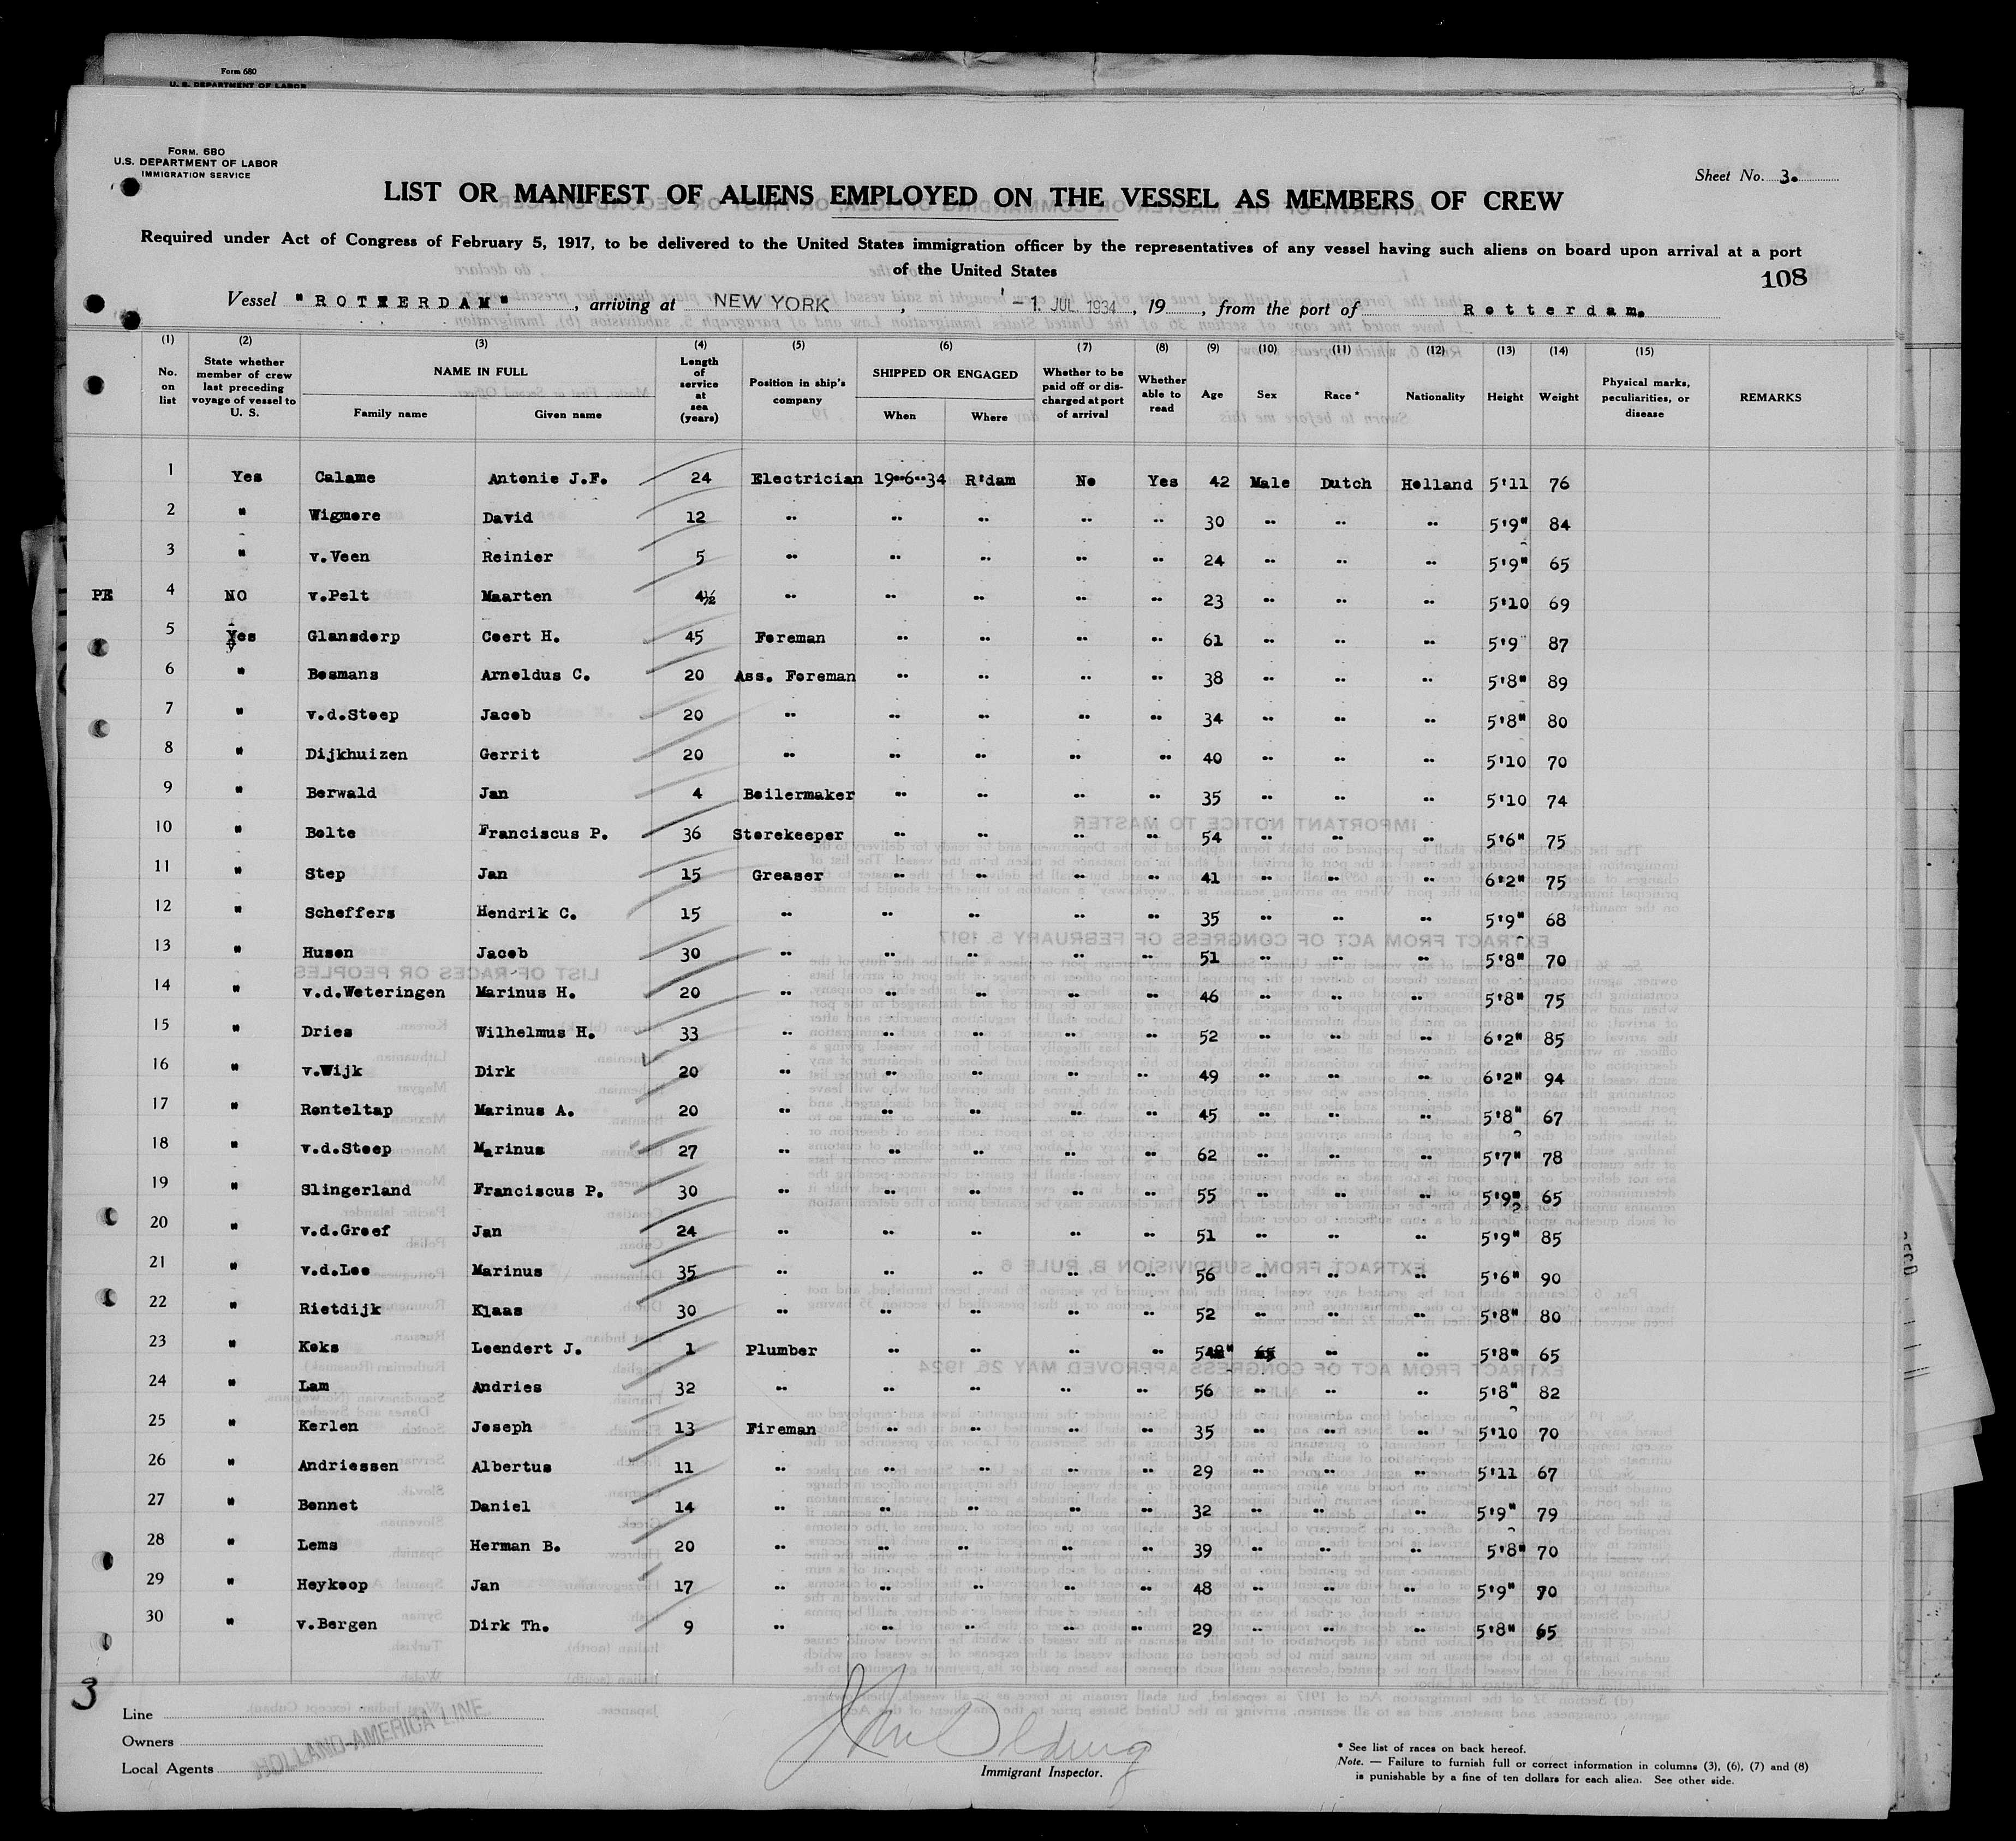 Form 680
U. S. DEPARTMENT OF LABOR
FORM. 680
U.S. DEPARTMENT OF LABOR
IMMIGRATION SERVICE
Sheet No. 3.
LIST OR MANIFEST OF ALIENS EMPLOYED ON THE VESSEL AS MEMBERS OF CREW
Required under Act of Congress of February 5, 1917, to be delivered to the United States immigration officer by the representatives of any vessel having such aliens on board upon arrival at a port
of the United States
108
Vessel "ROTTERDAM", arriving at NEW YORK, -1. JUL. 1934, 19, from the port of Rotterdam.
(1) (2) (3) (4) (5) (6) (7) (8) (9) (10) (11) (12) (13) (14) (15)
No. on list State whether member of crew last preceding voyage of vessel to U. S. NAME IN FULL Family name Given name Length of service at sea (years) Position in ship's company SHIPPED OR ENGAGED When Where Whether to be paid off or discharged at port of arrival Whether able to read Age Sex Race * Nationality Height Weight Physical marks, peculiarities, or disease REMARKS
1 Yes Calame Antonie J.F. 24 Electrician 19-6-34 R'dam No Yes 42 Male Dutch Holland 5'11 76
2 " Wigmore David 12 " " " " " 30 " " " 5'9" 84
3 " v.Veen Reinier 5 " " " " " 24 " " " 5'9" 65
PE 4 NO v.Pelt Maarten 4½ " " " " " 23 " " " 5'10 69
5 Yes Glansdorp Coert H. 45 Foreman " " " " 61 " " " 5'9 87
6 " Bosmans Arnoldus C. 20 Ass. Foreman " " " " 38 " " " 5'8" 89
7 " v.d.Steep Jacob 20 " " " " " 34 " " " 5'8" 80
8 " Dijkhuizen Gerrit 20 " " " " " 40 " " " 5'10 70
9 " Berwald Jan 4 Boilermaker " " " " 35 " " " 5'10 74
10 " Bolte Franciscus P. 36 Storekeeper " " " " 54 " " " 5'6" 75
11 " Step Jan 15 Greaser " " " " 41 " " " 6'2" 75
12 " Scheffers Hendrik C. 15 " " " " " 35 " " " 5'9" 68
13 " Husen Jacob 30 " " " " " 51 " " " 5'8" 70
14 " v.d.Weteringen Marinus H. 20 " " " " " 46 " " " 5'8" 75
15 " Dries Wilhelmus H. 33 " " " " " 52 " " " 6'2" 85
16 " v.Wijk Dirk 20 " " " " " 49 " " " 6'2" 94
17 " Ronteltap Marinus A. 20 " " " " " 45 " " " 5'8" 67
18 " v.d.Steep Marinus 27 " " " " " 62 " " " 5'7" 78
19 " Slingerland Franciscus P. 30 " " " " " 55 " " " 5'9" 65
20 " v.d.Greef Jan 24 " " " " " 51 " " " 5'9" 85
21 " v.d.Lee Marinus 35 " " " " " 56 " " " 5'6" 90
22 " Rietdijk Klaas 30 " " " " " 52 " " " 5'8" 80
23 " Koks Leendert J. 1 Plumber " " " " " " 5'8" 65
24 " Lam Andries 32 " " " " " 56 " " " 5'8" 82
25 " Kerlen Joseph 13 Fireman " " " " 35 " " " 5'10 70
26 " Andriessen Albertus 11 " " " " " 29 " " " 5'11 67
27 " Bennet Daniel 14 " " " " " 32 " " " 5'9" 79
28 " Lems Herman B. 20 " " " " " 39 " " " 5'8" 70
29 " Heykoop Jan 17 " " " " " 48 " " " 5'9" 70
30 " v.Bergen Dirk Th. 9 " " " " " 29 " " " 5'8" 65
3
Line
Owners
Local Agents
HOLLAND-AMERICA LINE
Immigrant Inspector.
* See list of races on back hereof.
Note. — Failure to furnish full or correct information in columns (3), (6), (7) and (8)
is punishable by a fine of ten dollars for each alien. See other side.